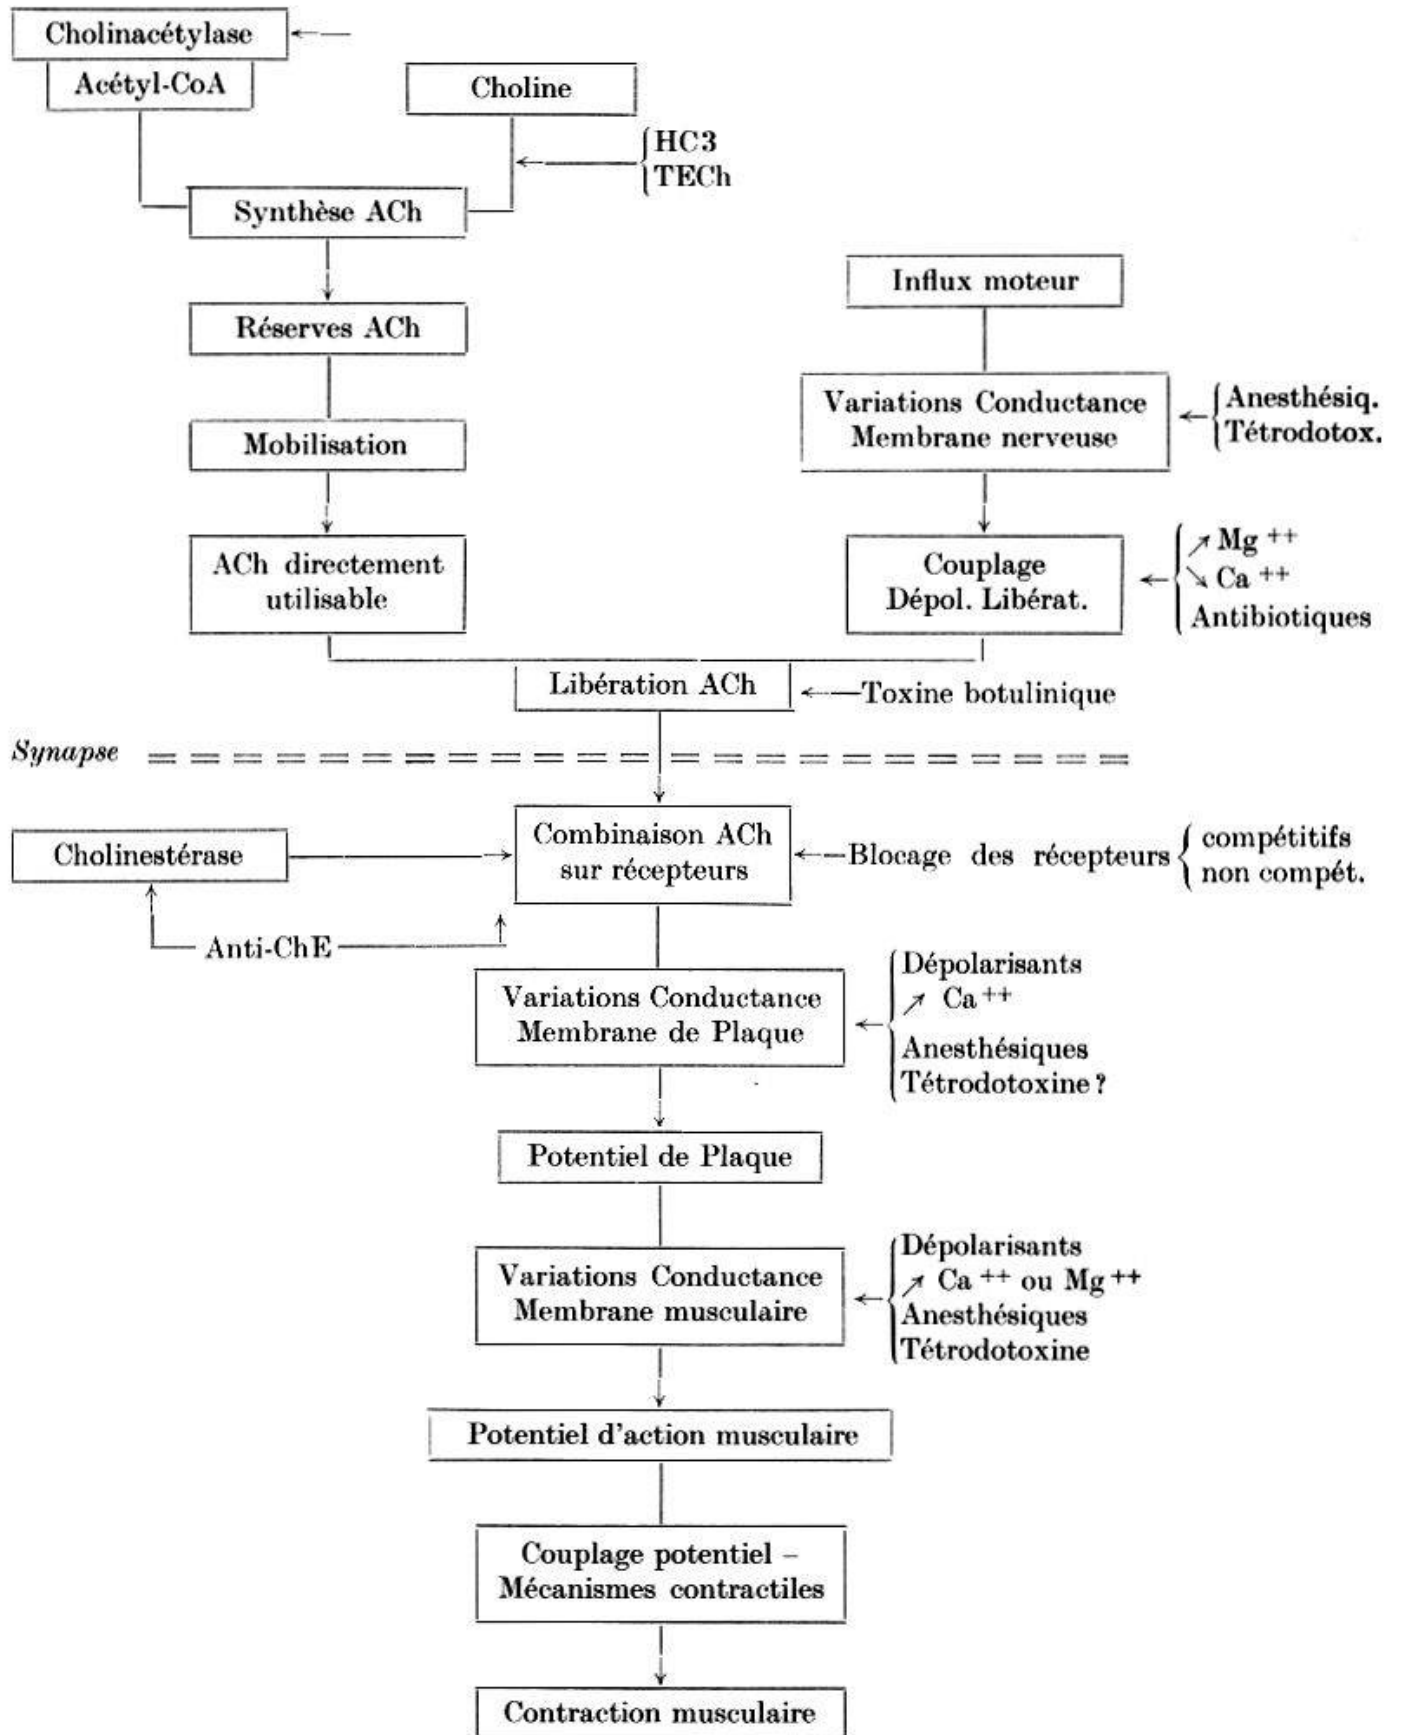 Cholinacétylase
Acétyl-CoA
Choline
HC3
TECh
Synthèse ACh
Influx moteur
Réserves ACh
Variations Conductance
Membrane nerveuse
Anesthésiq.
Tétrodotox.
Mobilisation
ACh directement
utilisable
Couplage
Dépol. Libérat.
↗ Mg ++
↘ Ca ++
Antibiotiques
Libération ACh
Toxine botulinique
Synapse
Cholinestérase
Combinaison ACh
sur récepteurs
Blocage des récepteurs
compétitifs
non compét.
Anti-ChE
Variations Conductance
Membrane de Plaque
Dépolarisants
↗ Ca ++
Anesthésiques
Tétrodotoxine ?
Potentiel de Plaque
Variations Conductance
Membrane musculaire
Dépolarisants
↗ Ca ++ ou Mg ++
Anesthésiques
Tétrodotoxine
Potentiel d'action musculaire
Couplage potentiel –
Mécanismes contractiles
Contraction musculaire